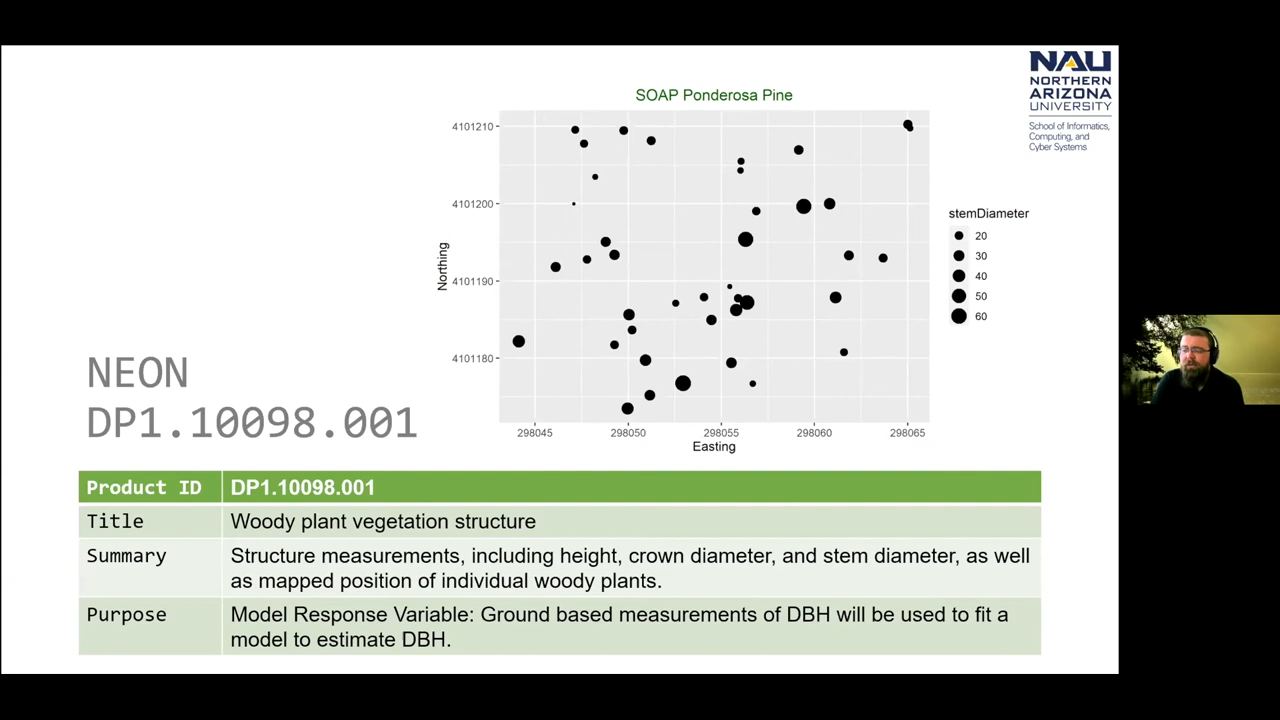 SOAP Ponderosa Pine
NAU
NORTHERN
ARIZONA
UNIVERSITY
School of Informatics,
Computing, and
Cyber Systems
4101210
4101200
4101190
4101180
Northing
298045
298050
298055
298060
298065
Easting
stemDiameter
20
30
40
50
60
NEON
DP1.10098.001
Product ID DP1.10098.001
Title Woody plant vegetation structure
Summary Structure measurements, including height, crown diameter, and stem diameter, as well
as mapped position of individual woody plants.
Purpose Model Response Variable: Ground based measurements of DBH will be used to fit a
model to estimate DBH.